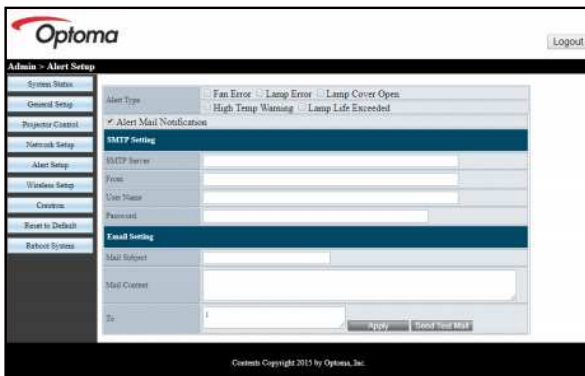 Optoma
Logout
Admin > Alert Setup
System Status
General Setup
Projector Control
Network Setup
Alert Setup
Wireless Setup
Crestron
Reset to Default
Reboot System
Alert Type
Fan Error Lamp Error Lamp Cover Open
High Temp Warning Lamp Life Exceeded
Alert Mail Notification
SMTP Setting
SMTP Server
From
User Name
Password
Email Setting
Mail Subject
Mail Content
To
Apply Send Test Mail
Contents Copyright 2015 by Optoma, Inc.